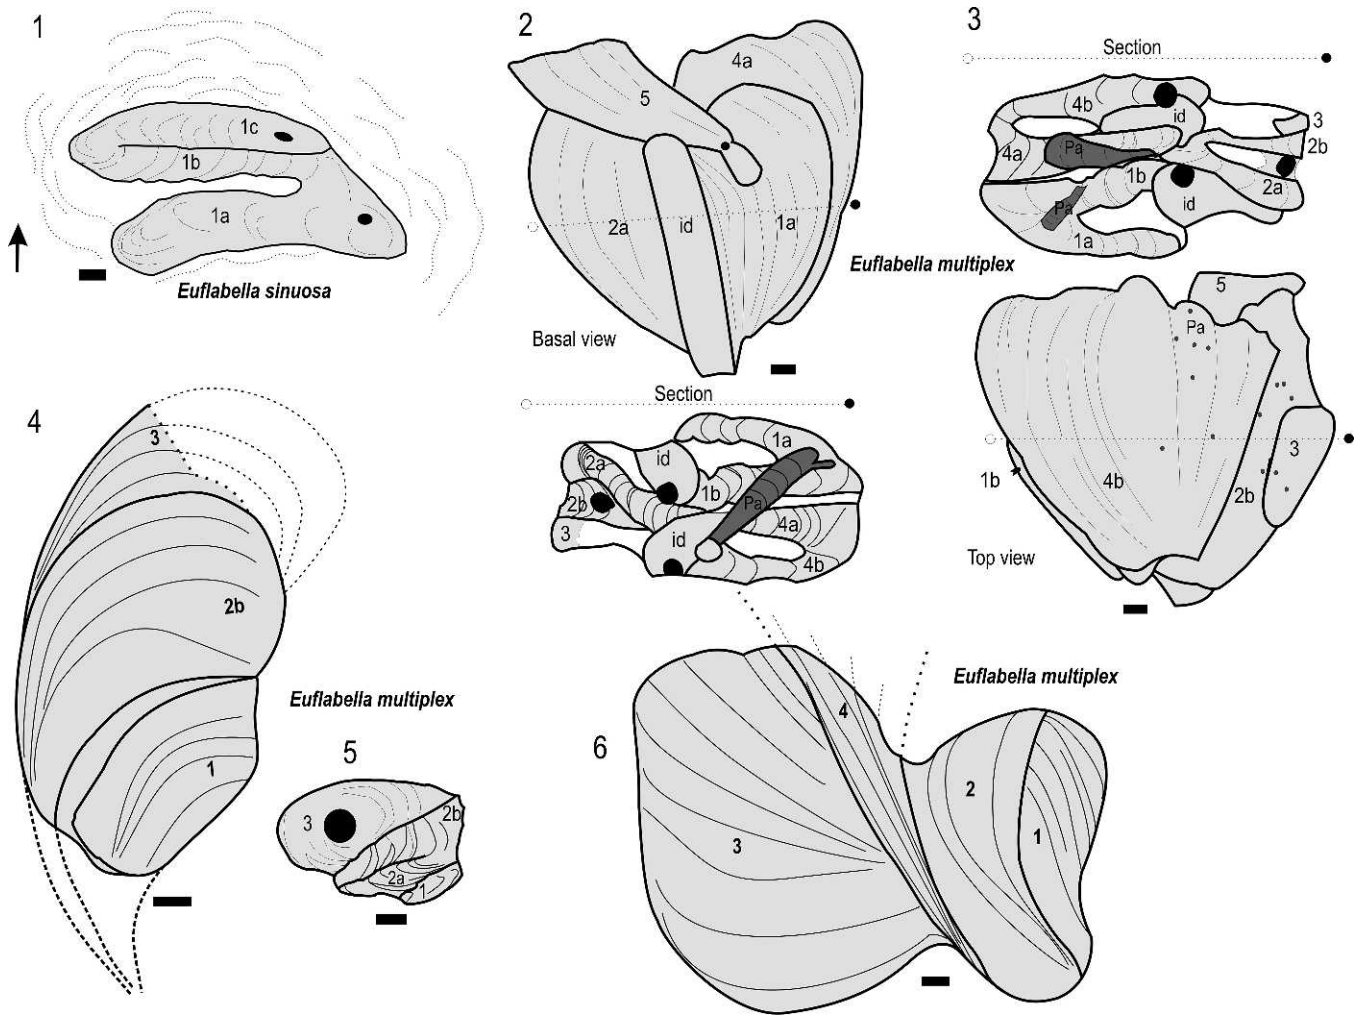 1
1c
1b
1a
Euflabella sinuosa
2
4a
5
2a
id
1a
Basal view
Euflabella multiplex
Section
1a
2a
id
2b
1b
Pa
3
id
4a
4b
3
Section
4b
id
3
4a
Pa
2b
1b
2a
Pa
id
1a
5
Pa
3
1b
4b
2b
Top view
4
3
2b
1
Euflabella multiplex
5
3
2b
2a
1
Euflabella multiplex
6
4
2
1
3